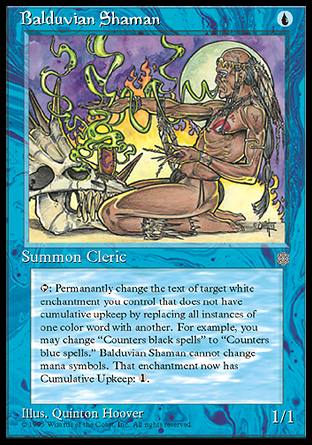 Balduvian Shaman
Summon Cleric
: Permanently change the text of target white
enchantment you control that does not have
cumulative upkeep by replacing all instances of
one color word with another. For example, you
may change “Counters black spells” to “Counters
blue spells.” Balduvian Shaman cannot change
mana symbols. That enchantment now has
Cumulative Upkeep: 1.
Illus. Quinton Hoover
1/1
©1995 Wizards of the Coast, Inc. All rights reserved.